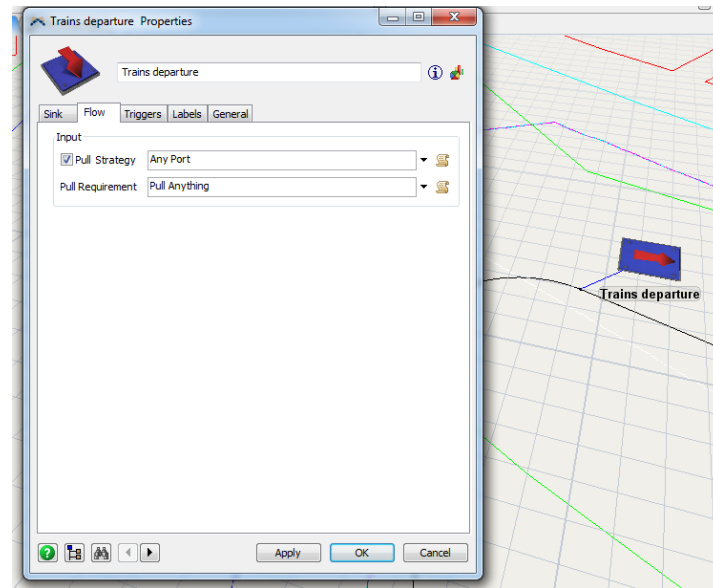 Trains departure Properties
Trains departure
Sink Flow Triggers Labels General
Input
Pull Strategy Any Port
Pull Requirement Pull Anything
Trains departure
Apply OK Cancel